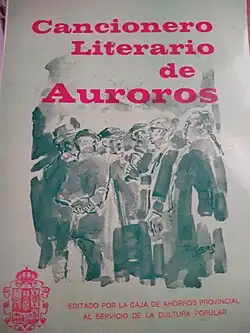 Cancionero
Literario
de
Auroros
EDITADO POR LA CAJA DE AHORROS PROVINCIAL
AL SERVICIO DE LA CULTURA POPULAR